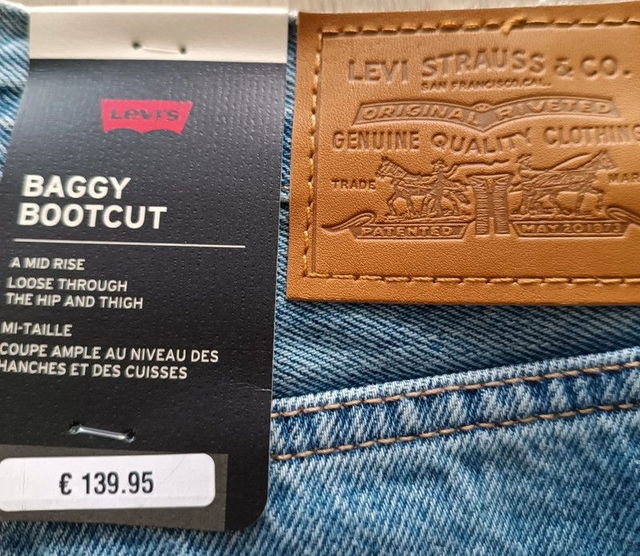 Levi's
BAGGY
BOOTCUT
A MID RISE
LOOSE THROUGH
THE HIP AND THIGH
MI-TAILLE
COUPE AMPLE AU NIVEAU DES
HANCHES ET DES CUISSES
€ 139.95
LEVI STRAUSS & CO.
SAN FRANCISCO, CAL
ORIGINAL RIVETED
GENUINE QUALITY CLOTHING
TRADE MAR
PATENTED MAY 20 1873